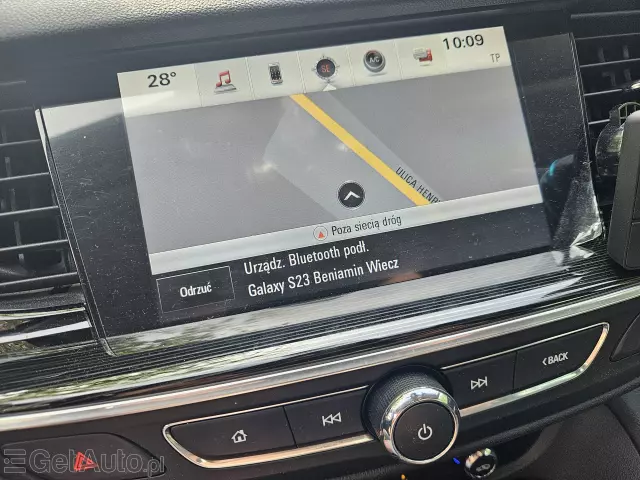 28°
10:09
TP
ULICA HENR
Poza siecią dróg
Urządz. Bluetooth podł.
Galaxy S23 Beniamin Wiecz
Odrzuć
BACK
GetAuto.pl